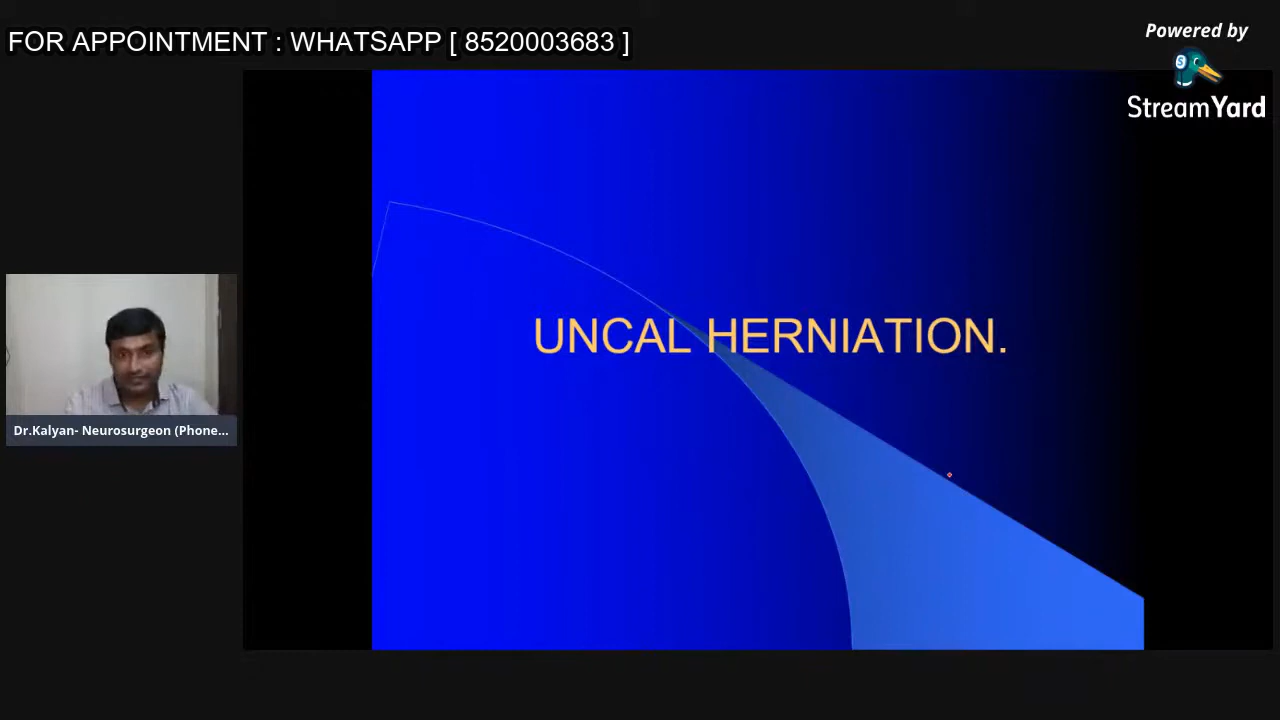 FOR APPOINTMENT : WHATSAPP [ 8520003683 ]
Powered by
StreamYard
UNCAL HERNIATION.
Dr.Kalyan- Neurosurgeon (Phone...